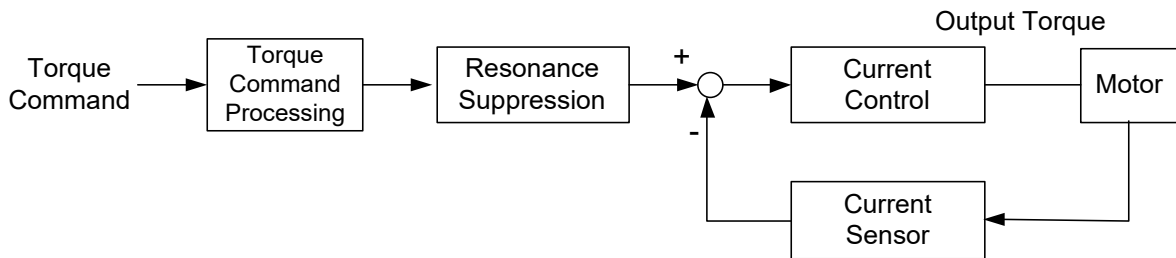 Output Torque
Torque
Command
Torque
Command
Processing
Resonance
Suppression
+
-
Current
Control
Motor
Current
Sensor